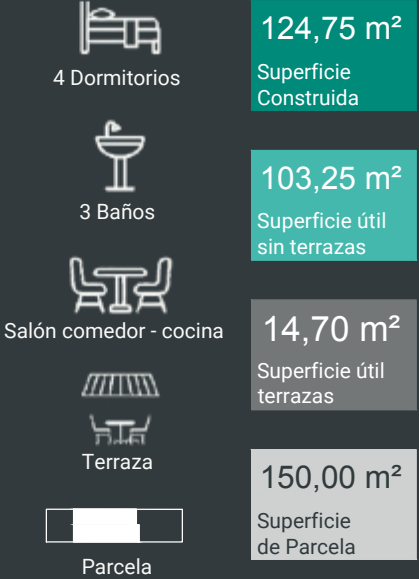 4 Dormitorios
3 Baños
Salón comedor - cocina
Terraza
Parcela
124,75 m²
Superficie
Construida
103,25 m²
Superficie útil
sin terrazas
14,70 m²
Superficie útil
terrazas
150,00 m²
Superficie
de Parcela